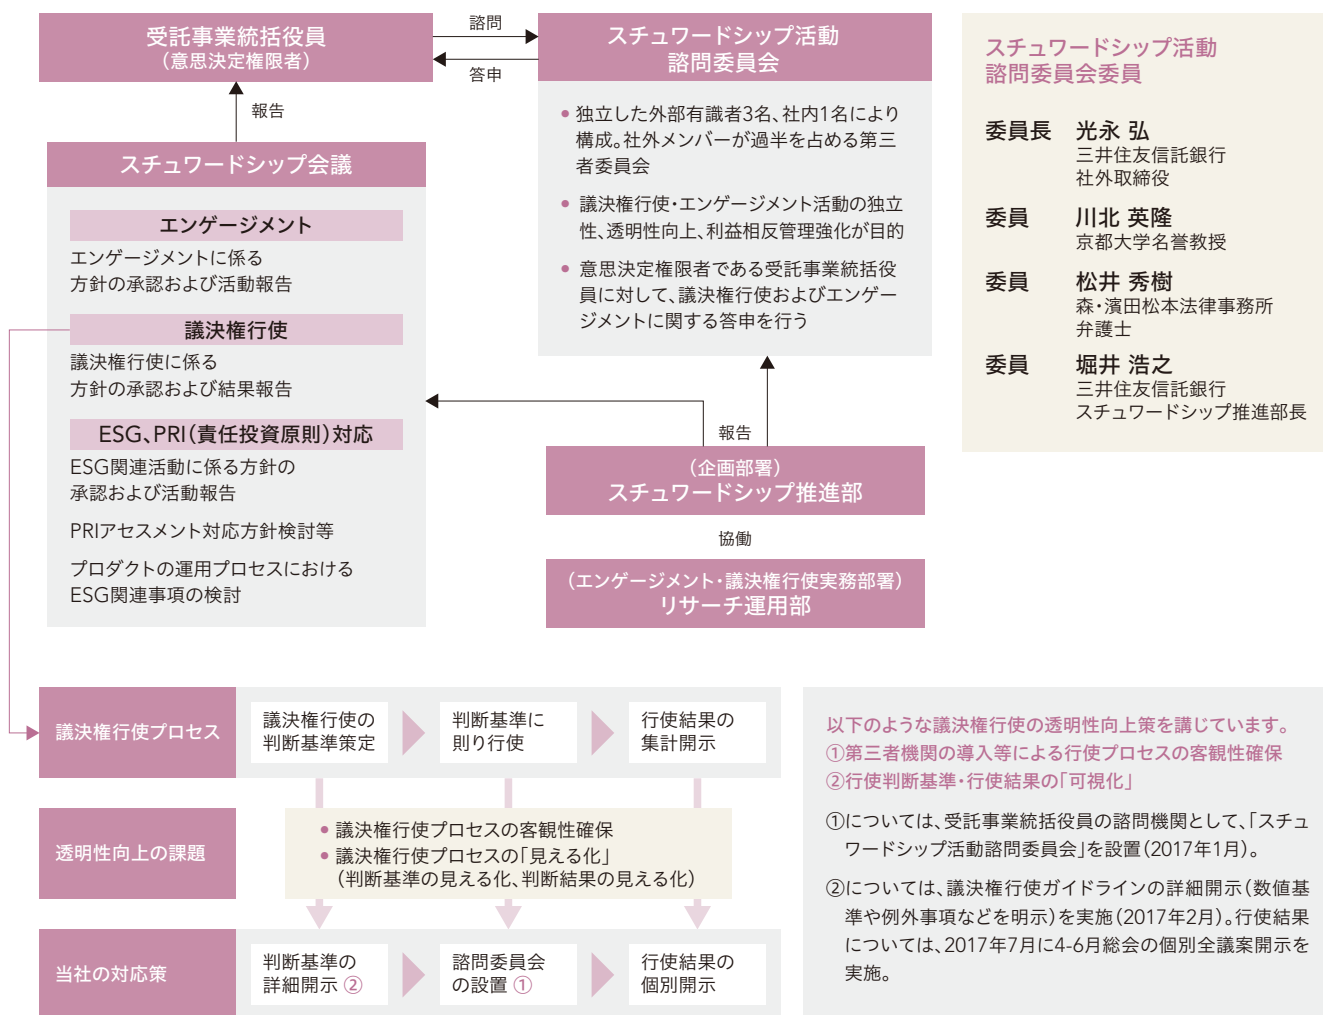 受託事業統括役員
（意思決定権限者）
諮問
答申
報告
スチュワードシップ会議
エンゲージメント
エンゲージメントに係る
方針の承認および活動報告
議決権行使
議決権行使に係る
方針の承認および結果報告
ESG、PRI（責任投資原則）対応
ESG関連活動に係る方針の
承認および活動報告
PRIアセスメント対応方針検討等
プロダクトの運用プロセスにおける
ESG関連事項の検討
スチュワードシップ活動
諮問委員会
● 独立した外部有識者3名、社内1名により
構成。社外メンバーが過半を占める第三
者委員会
● 議決権行使・エンゲージメント活動の独立
性、透明性向上、利益相反管理強化が目的
● 意思決定権限者である受託事業統括役
員に対して、議決権行使およびエンゲー
ジメントに関する答申を行う
報告
（企画部署）
スチュワードシップ推進部
協働
（エンゲージメント・議決権行使実務部署）
リサーチ運用部
スチュワードシップ活動
諮問委員会委員
委員長 光永 弘
三井住友信託銀行
社外取締役
委員 川北 英隆
京都大学名誉教授
委員 松井 秀樹
森・濱田松本法律事務所
弁護士
委員 堀井 浩之
三井住友信託銀行
スチュワードシップ推進部長
議決権行使プロセス
議決権行使の
判断基準策定
判断基準に
則り行使
行使結果の
集計開示
透明性向上の課題
● 議決権行使プロセスの客観性確保
● 議決権行使プロセスの「見える化」
（判断基準の見える化、判断結果の見える化）
当社の対応策
判断基準の
詳細開示 ②
諮問委員会
の設置 ①
行使結果の
個別開示
以下のような議決権行使の透明性向上策を講じています。
①第三者機関の導入等による行使プロセスの客観性確保
②行使判断基準・行使結果の「可視化」
①については、受託事業統括役員の諮問機関として、「スチュ
ワードシップ活動諮問委員会」を設置（2017年1月）。
②については、議決権行使ガイドラインの詳細開示（数値基
準や例外事項などを明示）を実施（2017年2月）。行使結果
については、2017年7月に4-6月総会の個別全議案開示を
実施。